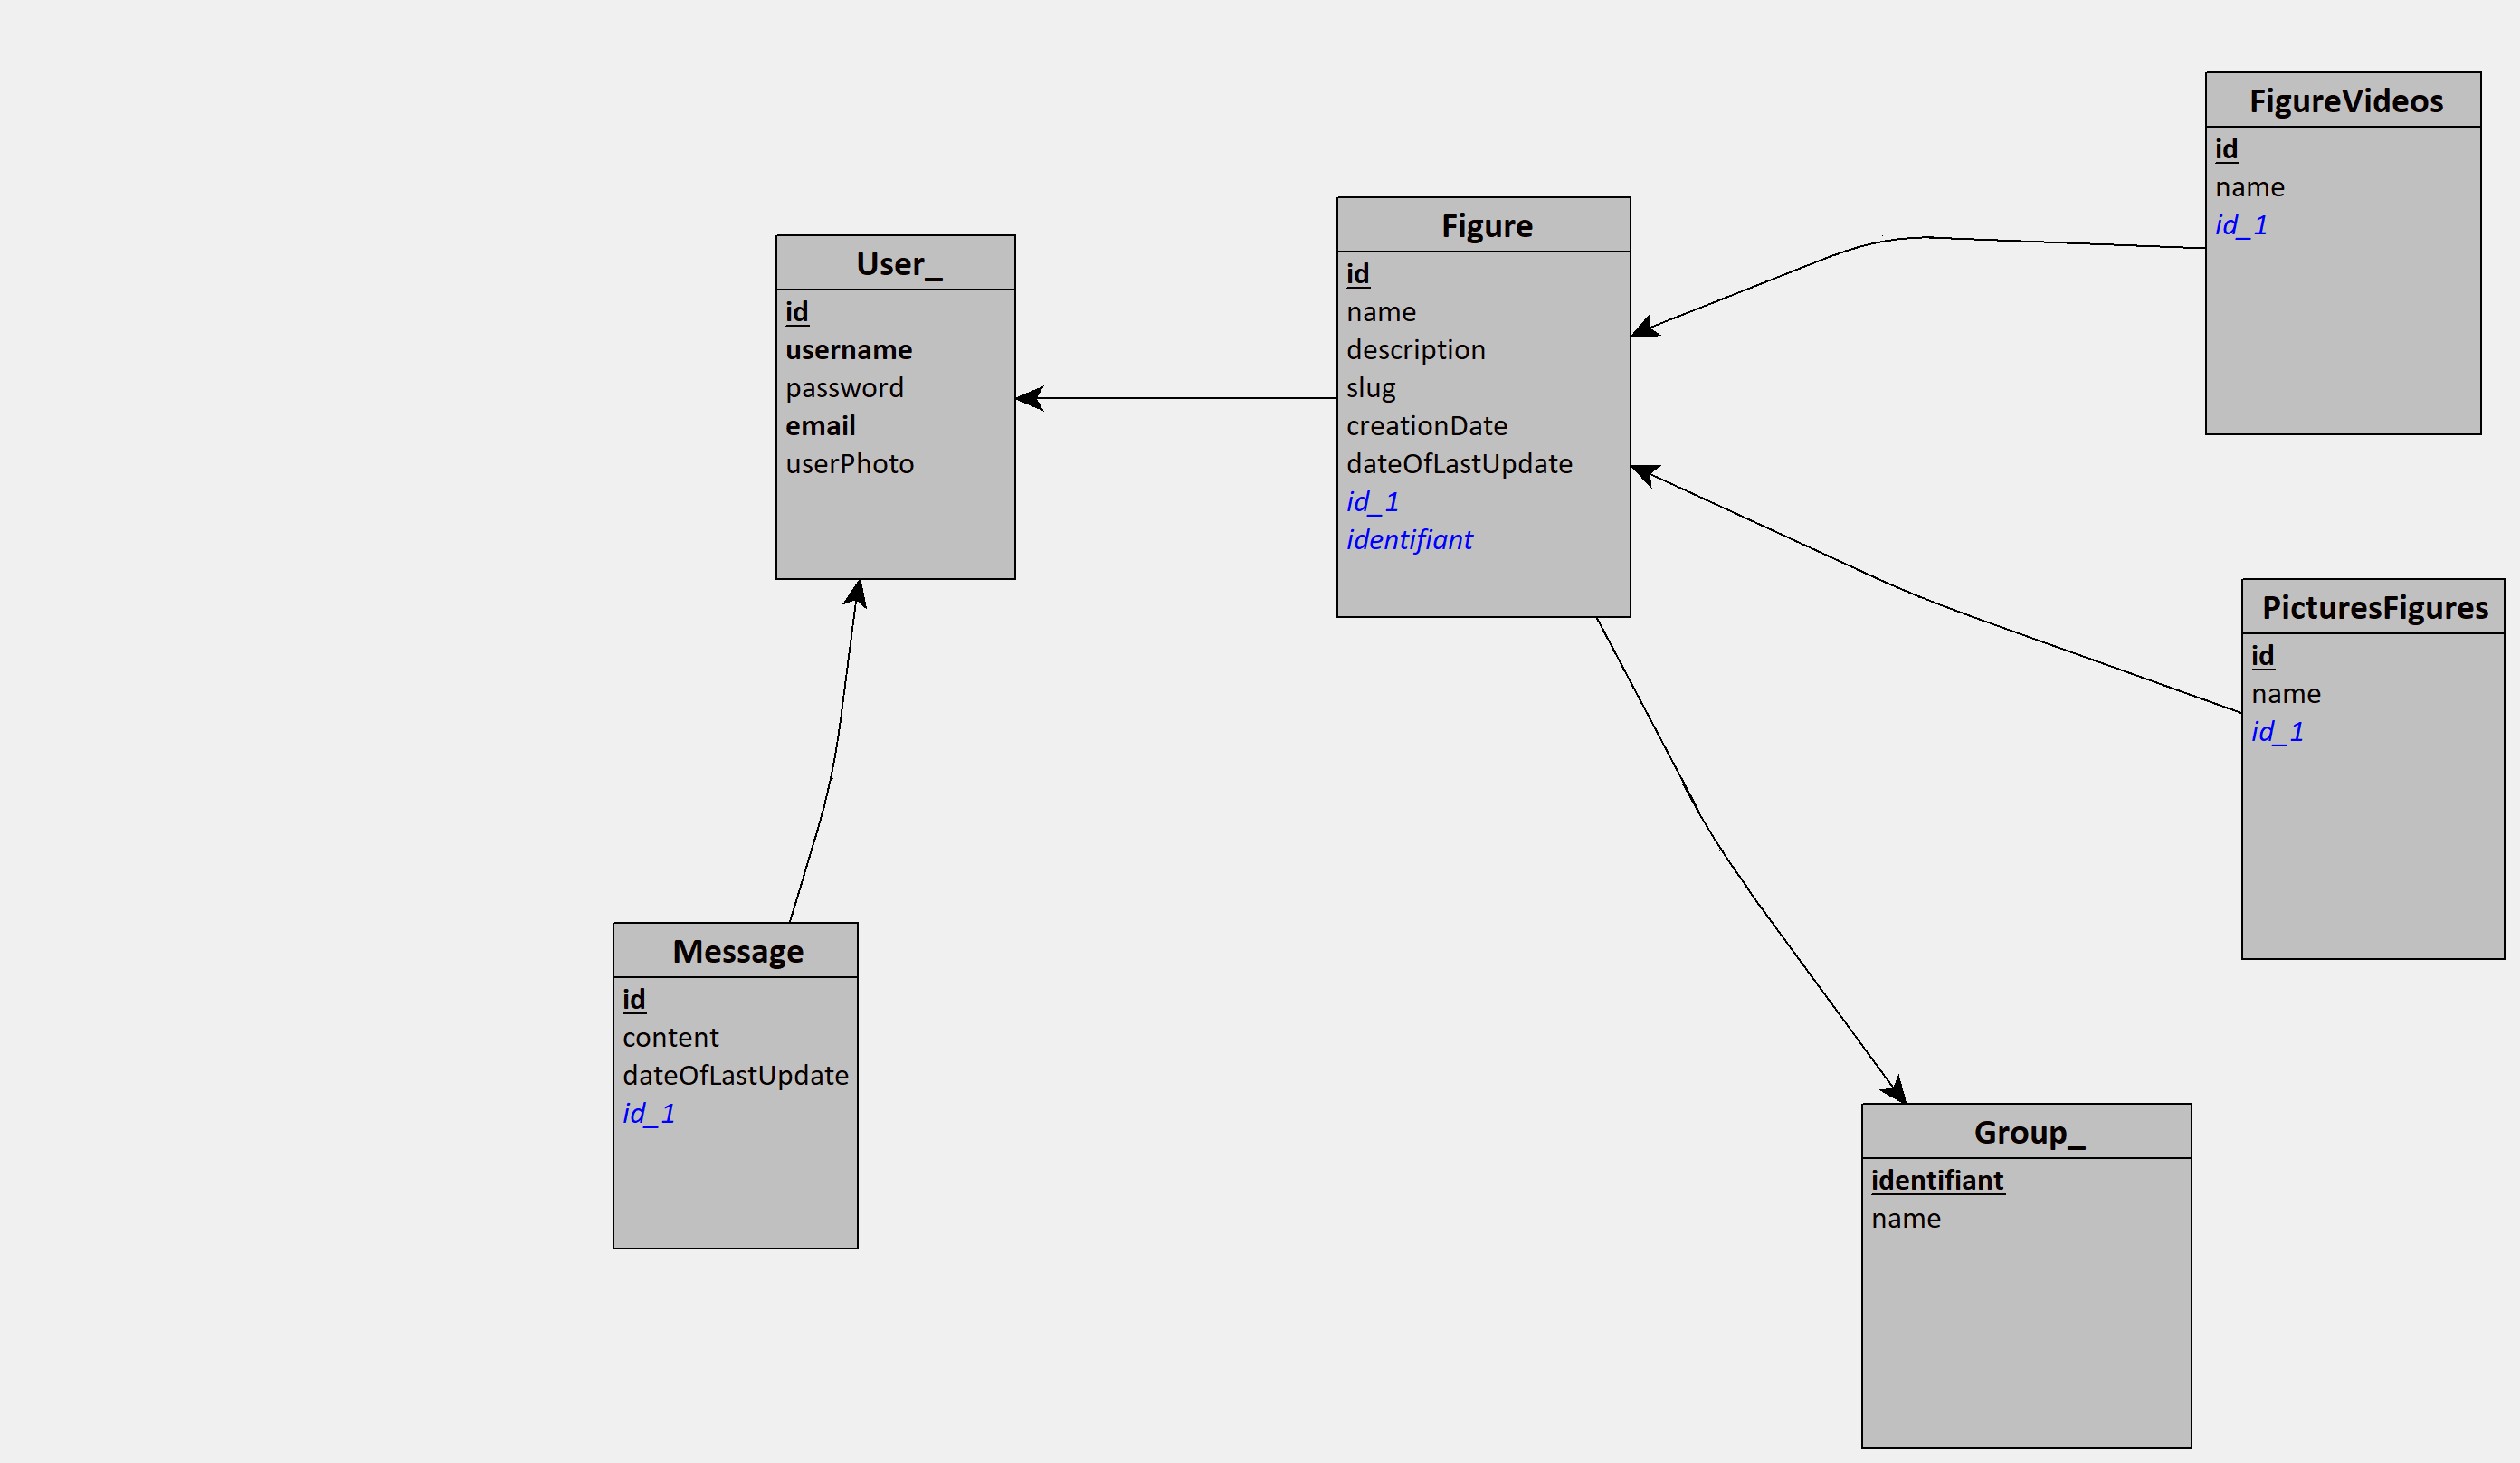 FigureVideos
id
name
id_1
Figure
id
name
description
slug
creationDate
dateOfLastUpdate
id_1
identifiant
User_
id
username
password
email
userPhoto
PicturesFigures
id
name
id_1
Message
id
content
dateOfLastUpdate
id_1
Group_
identifiant
name